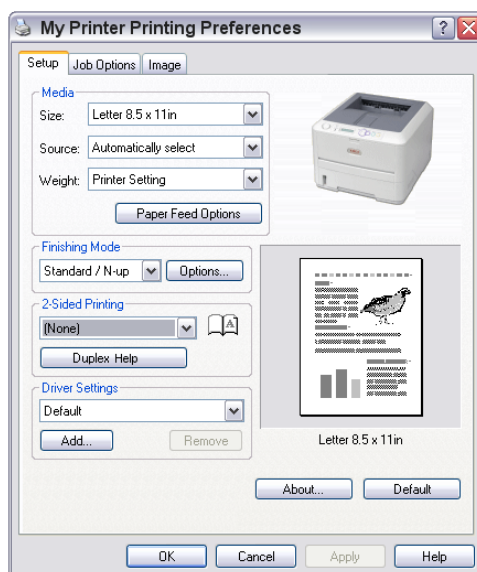 My Printer Printing Preferences
Setup Job Options Image
Media
Size: Letter 8.5 x 11in
Source: Automatically select
Weight: Printer Setting
Paper Feed Options
Finishing Mode
Standard / N-up Options...
2-Sided Printing
(None)
A
Duplex Help
Driver Settings
Default
Add... Remove
Letter 8.5 x 11in
About... Default
OK Cancel Apply Help